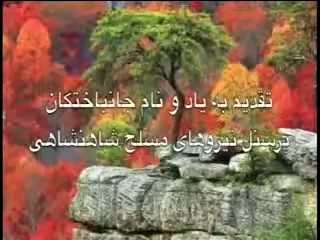 تقدیم به یاد و نام جانباختگان
پرسنل نیروهای مسلح شاهنشاهی